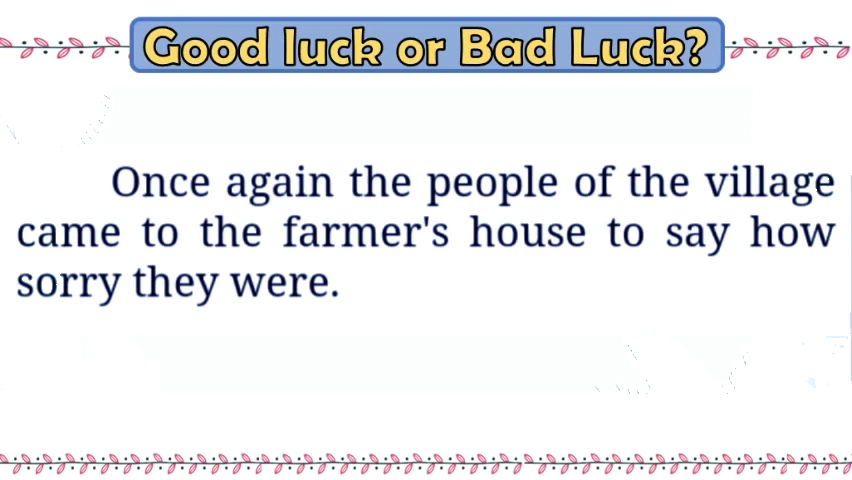 Good luck or Bad Luck?
Once again the people of the village
came to the farmer's house to say how
sorry they were.